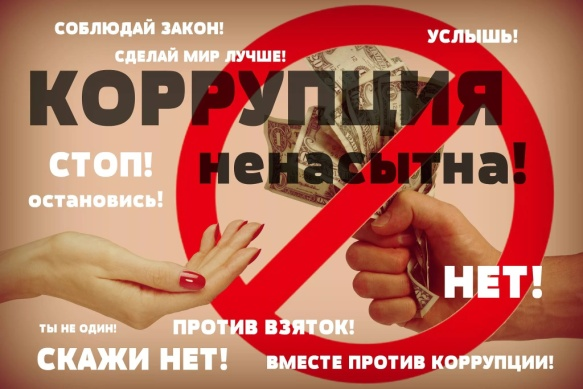 СОБЛЮДАЙ ЗАКОН!
УСЛЫШЬ!
СДЕЛАЙ МИР ЛУЧШЕ!
КОРРУПЦИЯ
СТОП!
ненасытна!
остановись!
НЕТ!
ТЫ НЕ ОДИН!
ПРОТИВ ВЗЯТОК!
СКАЖИ НЕТ!
ВМЕСТЕ ПРОТИВ КОРРУПЦИИ!